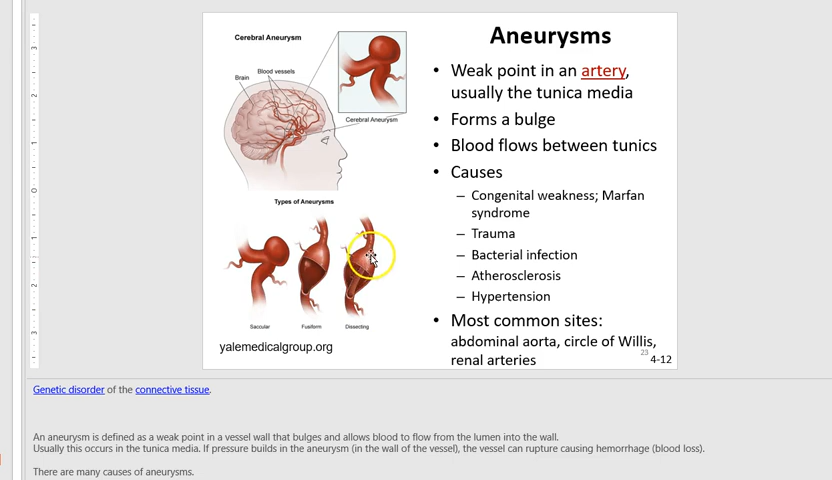 Cerebral Aneurysm
Blood vessels
Brain
Cerebral Aneurysm
Types of Aneurysms
Saccular
Fusiform
Dissecting
yalemedicalgroup.org
Aneurysms
• Weak point in an artery,
usually the tunica media
• Forms a bulge
• Blood flows between tunics
• Causes
– Congenital weakness; Marfan
syndrome
– Trauma
– Bacterial infection
– Atherosclerosis
– Hypertension
• Most common sites:
abdominal aorta, circle of Willis,
renal arteries
23
4-12
Genetic disorder of the connective tissue.
An aneurysm is defined as a weak point in a vessel wall that bulges and allows blood to flow from the lumen into the wall.
Usually this occurs in the tunica media. If pressure builds in the aneurysm (in the wall of the vessel), the vessel can rupture causing hemorrhage (blood loss).
There are many causes of aneurysms.